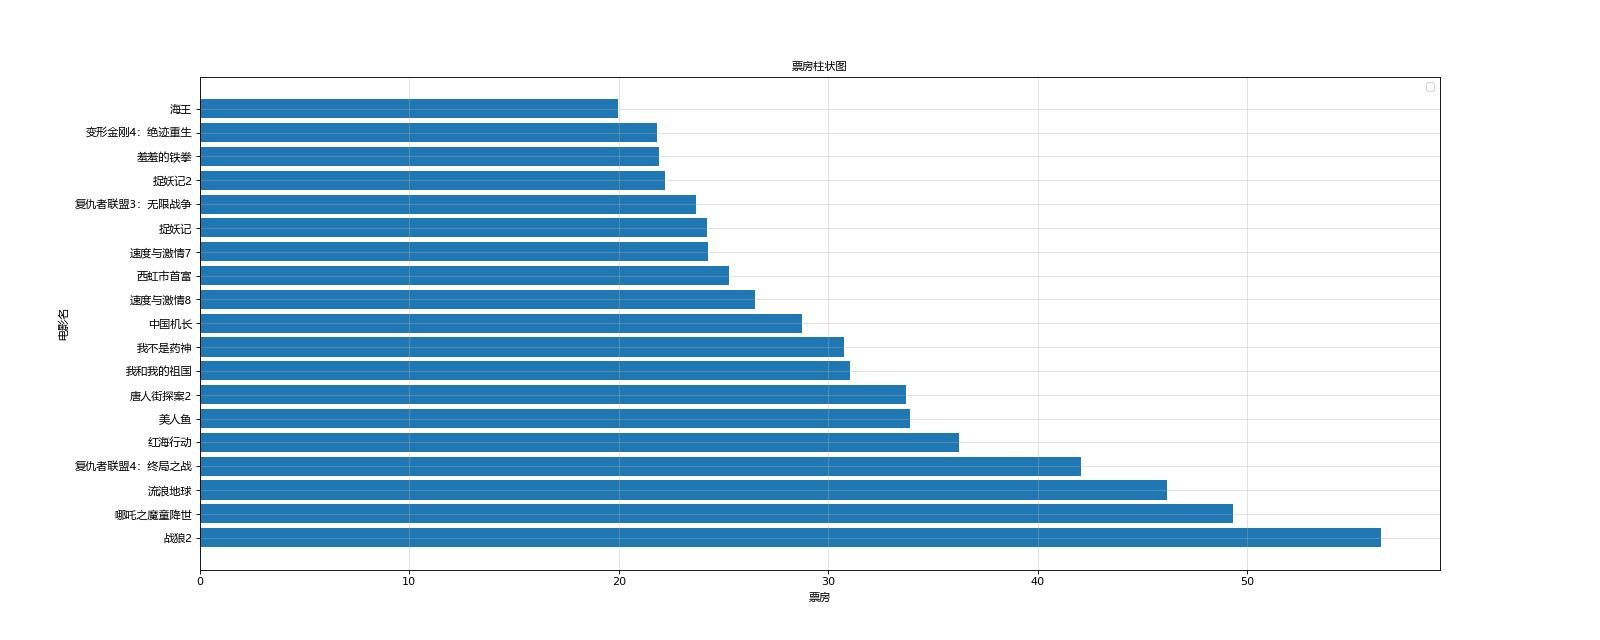 票房柱状图
海王
变形金刚4：绝迹重生
羞羞的铁拳
捉妖记2
复仇者联盟3：无限战争
捉妖记
速度与激情7
西虹市首富
速度与激情8
中国机长
我不是药神
我和我的祖国
唐人街探案2
美人鱼
红海行动
复仇者联盟4：终局之战
流浪地球
哪吒之魔童降世
战狼2
电影名
0 10 20 30 40 50
票房